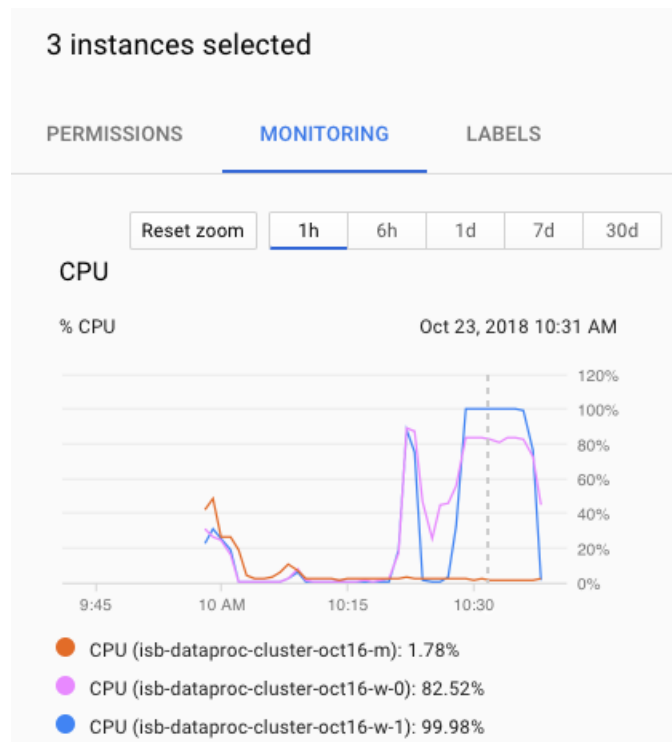 3 instances selected
PERMISSIONS MONITORING LABELS
Reset zoom 1h 6h 1d 7d 30d
CPU
% CPU Oct 23, 2018 10:31 AM
120%
100%
80%
60%
40%
20%
0%
9:45 10 AM 10:15 10:30
CPU (isb-dataproc-cluster-oct16-m): 1.78%
CPU (isb-dataproc-cluster-oct16-w-0): 82.52%
CPU (isb-dataproc-cluster-oct16-w-1): 99.98%